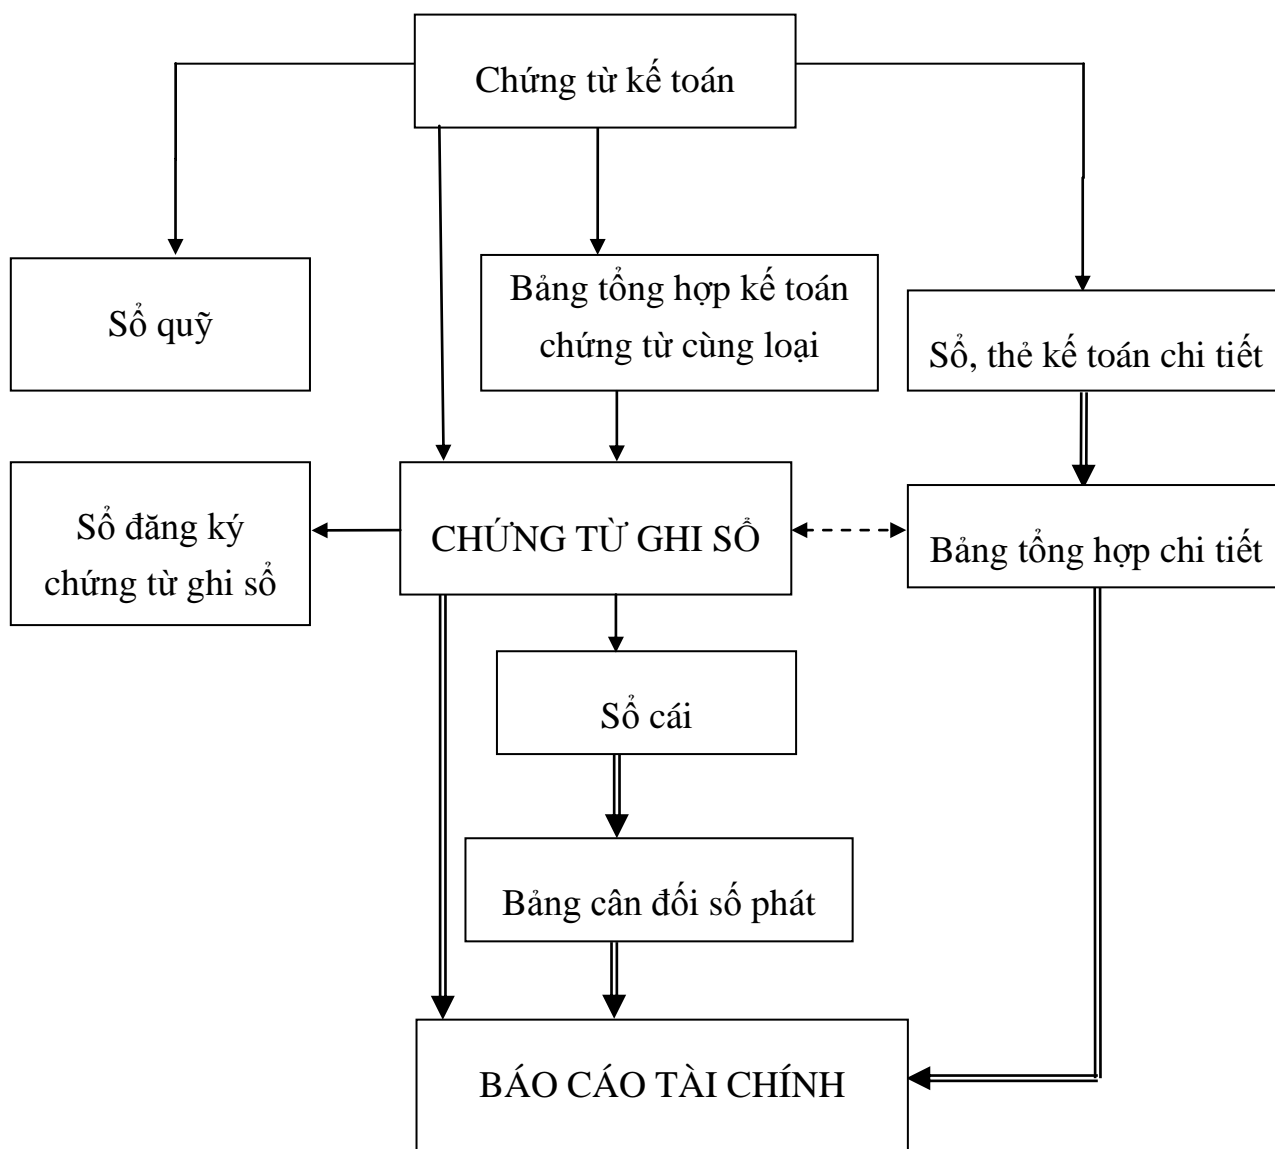 Chứng từ kế toán
Sổ quỹ
Bảng tổng hợp kế toán
chứng từ cùng loại
Sổ, thẻ kế toán chi tiết
Sổ đăng ký
chứng từ ghi sổ
CHỨNG TỪ GHI SỔ
Bảng tổng hợp chi tiết
Sổ cái
Bảng cân đối số phát
BÁO CÁO TÀI CHÍNH